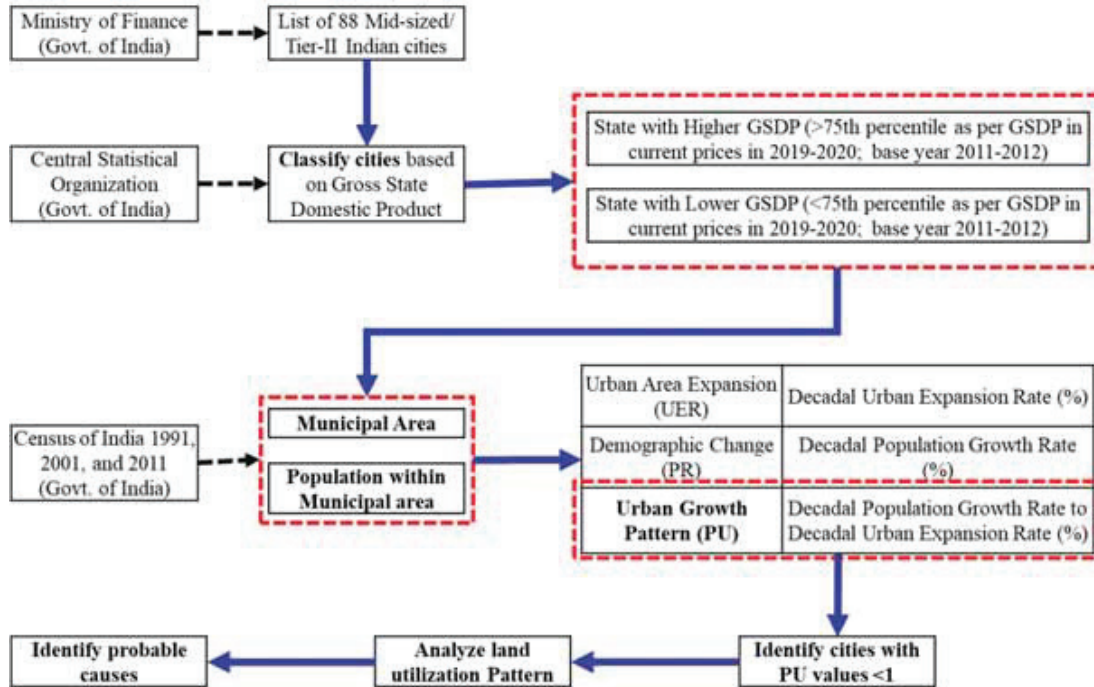 Ministry of Finance
(Govt. of India)
List of 88 Mid-sized/
Tier-II Indian cities
Central Statistical
Organization
(Govt. of India)
Classify cities based
on Gross State
Domestic Product
State with Higher GSDP (>75th percentile as per GSDP in
current prices in 2019-2020; base year 2011-2012)
State with Lower GSDP (<75th percentile as per GSDP in
current prices in 2019-2020; base year 2011-2012)
Census of India 1991,
2001, and 2011
(Govt. of India)
Municipal Area
Population within
Municipal area
Urban Area Expansion
(UER)
Decadal Urban Expansion Rate (%)
Demographic Change
(PR)
Decadal Population Growth Rate
(%)
Urban Growth
Pattern (PU)
Decadal Population Growth Rate to
Decadal Urban Expansion Rate (%)
Identify probable
causes
Analyze land
utilization Pattern
Identify cities with
PU values <1